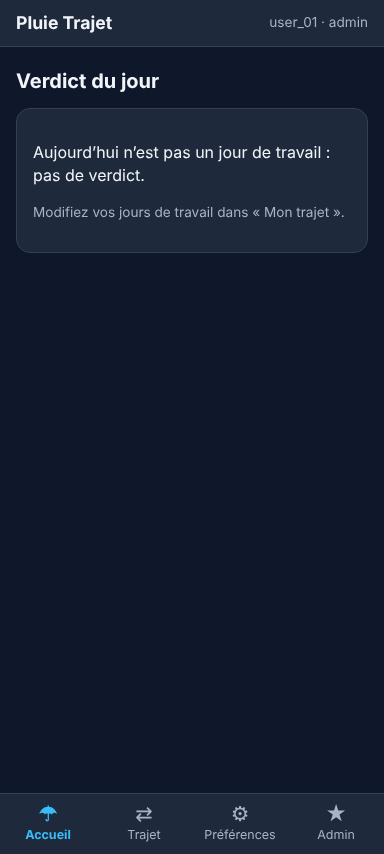 Pluie Trajet
user_01 · admin
Verdict du jour
Aujourd’hui n’est pas un jour de travail :
pas de verdict.
Modifiez vos jours de travail dans « Mon trajet ».
Accueil
Trajet
Préférences
Admin